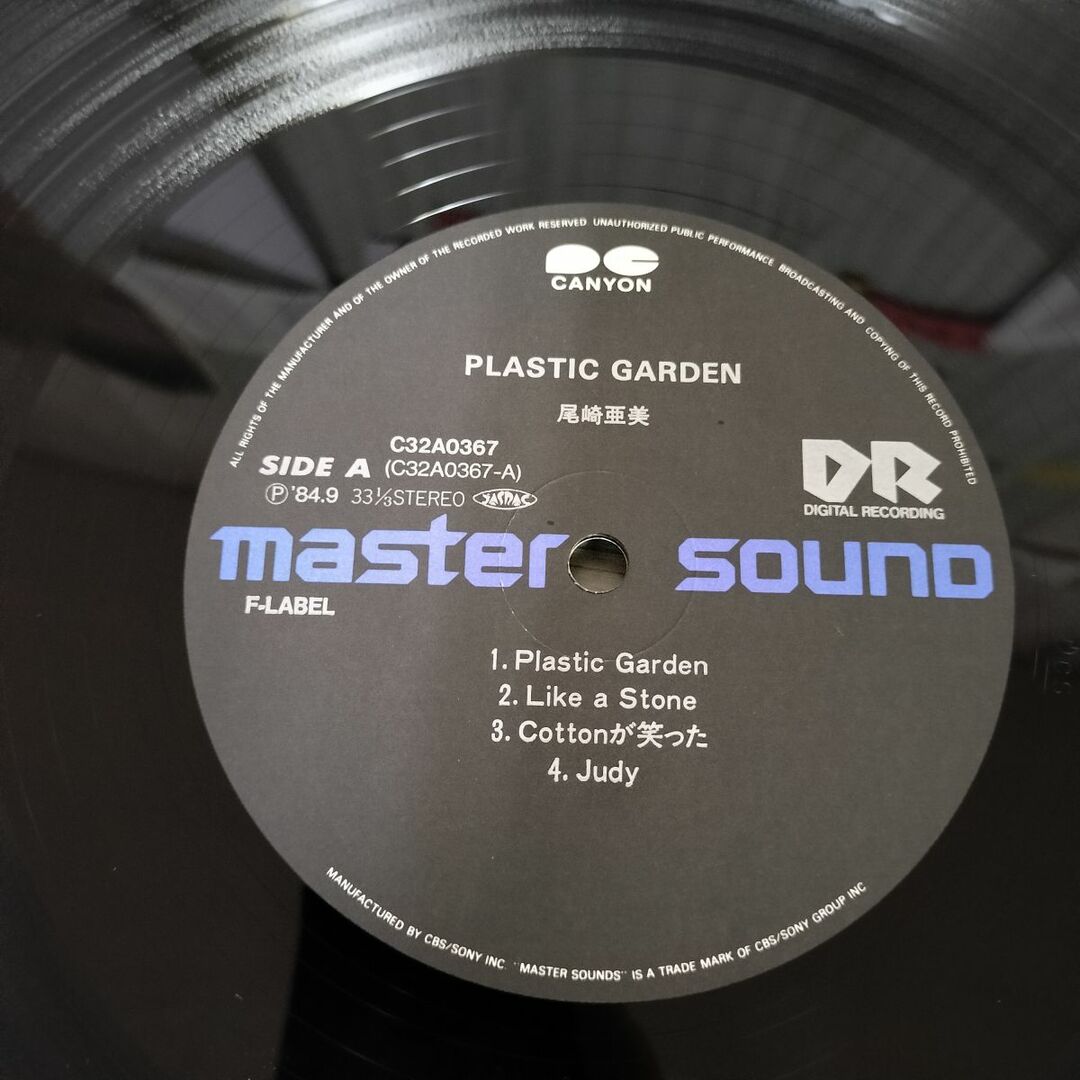 ALL RIGHTS OF THE MANUFACTURER AND OF THE OWNER OF THE RECORDED WORK RESERVED UNAUTHORIZED PUBLIC PERFORMANCE BROADCASTING AND COPYING OF THIS RECORD PROHIBITED
PC
CANYON
PLASTIC GARDEN
尾崎亜美
C32A0367
SIDE A (C32A0367-A)
Ⓟ'84.9 33⅓STEREO JASRAC
DR
DIGITAL RECORDING
master sound
F-LABEL
1. Plastic Garden
2. Like a Stone
3. Cottonが笑った
4. Judy
MANUFACTURED BY CBS/SONY INC. "MASTER SOUNDS" IS A TRADE MARK OF CBS/SONY GROUP INC